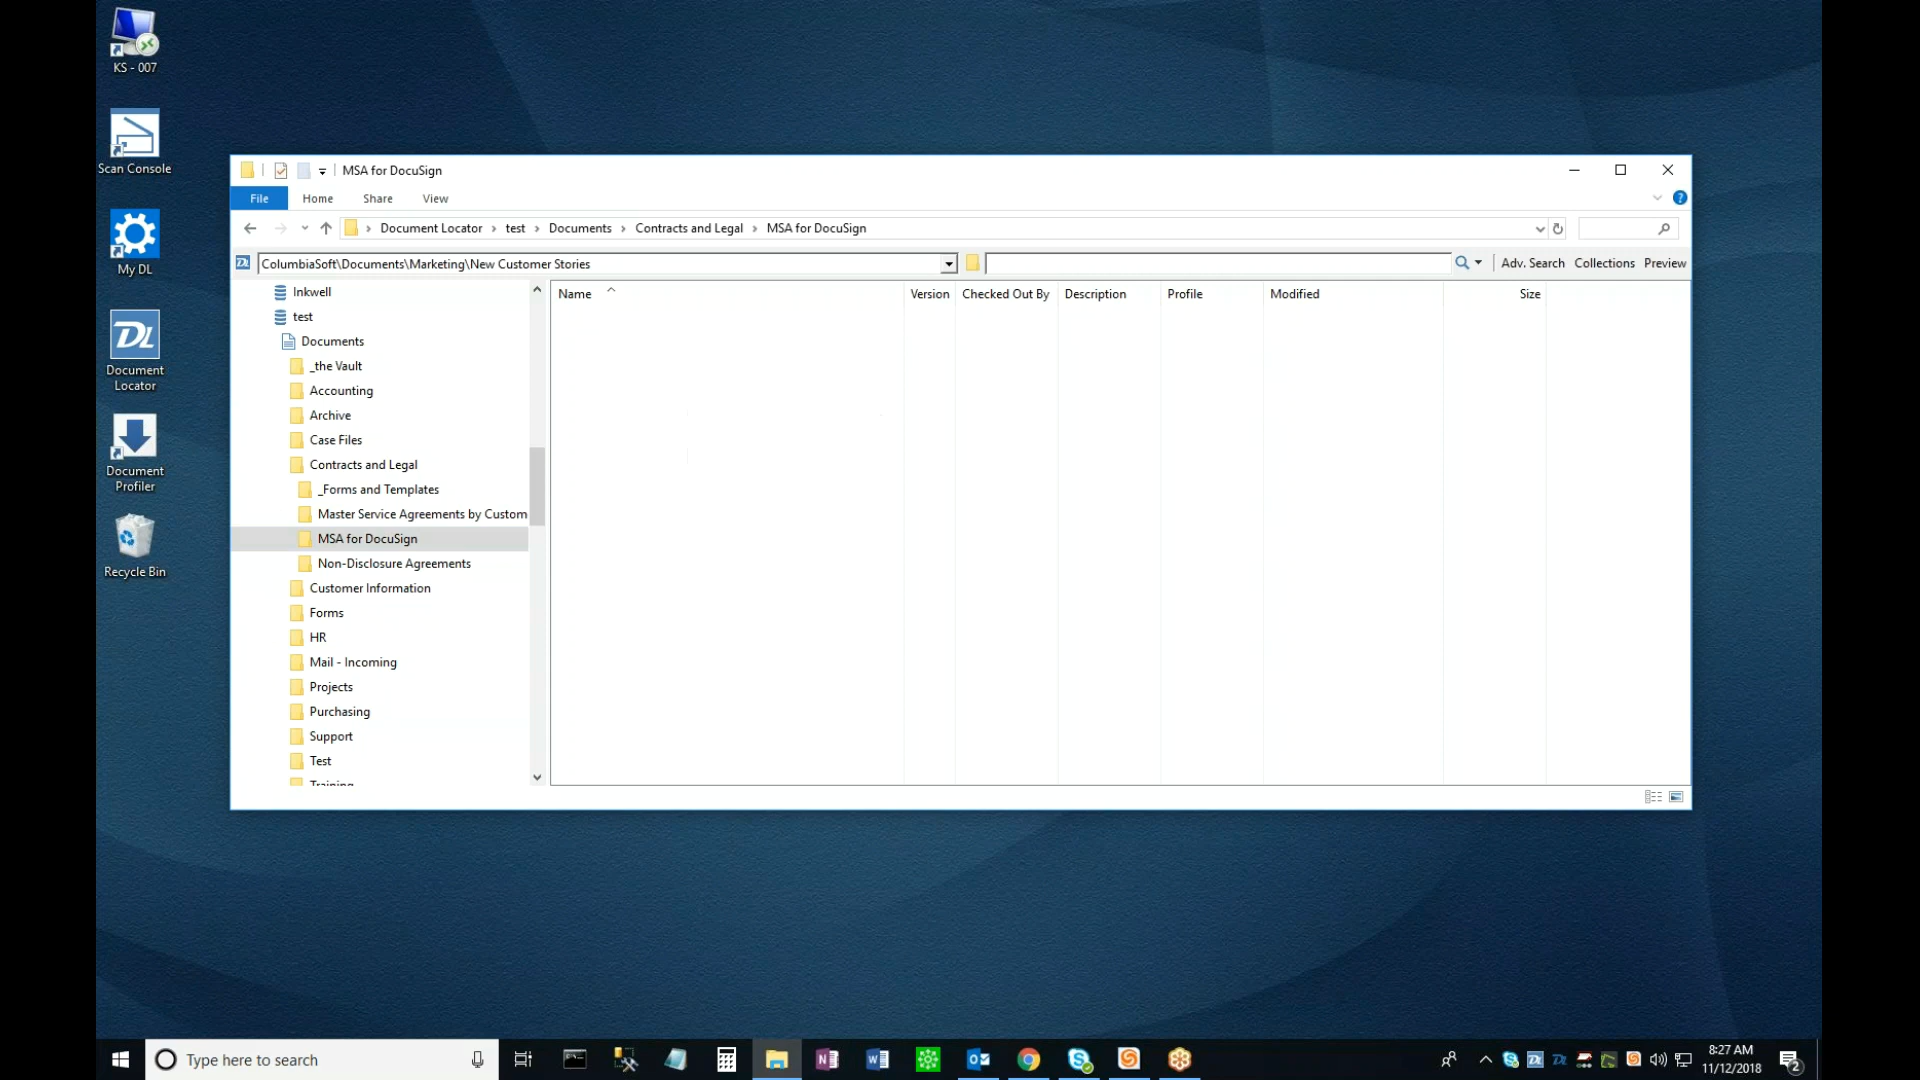 KS - 007
Scan Console
My DL
DL
Document
Locator
Document
Profiler
Recycle Bin
MSA for DocuSign
File Home Share View
Document Locator > test > Documents > Contracts and Legal > MSA for DocuSign
DL ColumbiaSoft\Documents\Marketing\New Customer Stories
Adv. Search Collections Preview
Name Version Checked Out By Description Profile Modified Size
Inkwell
test
Documents
_the Vault
Accounting
Archive
Case Files
Contracts and Legal
_Forms and Templates
Master Service Agreements by Custom
MSA for DocuSign
Non-Disclosure Agreements
Customer Information
Forms
HR
Mail - Incoming
Projects
Purchasing
Support
Test
Training
Type here to search
8:27 AM
11/12/2018
2